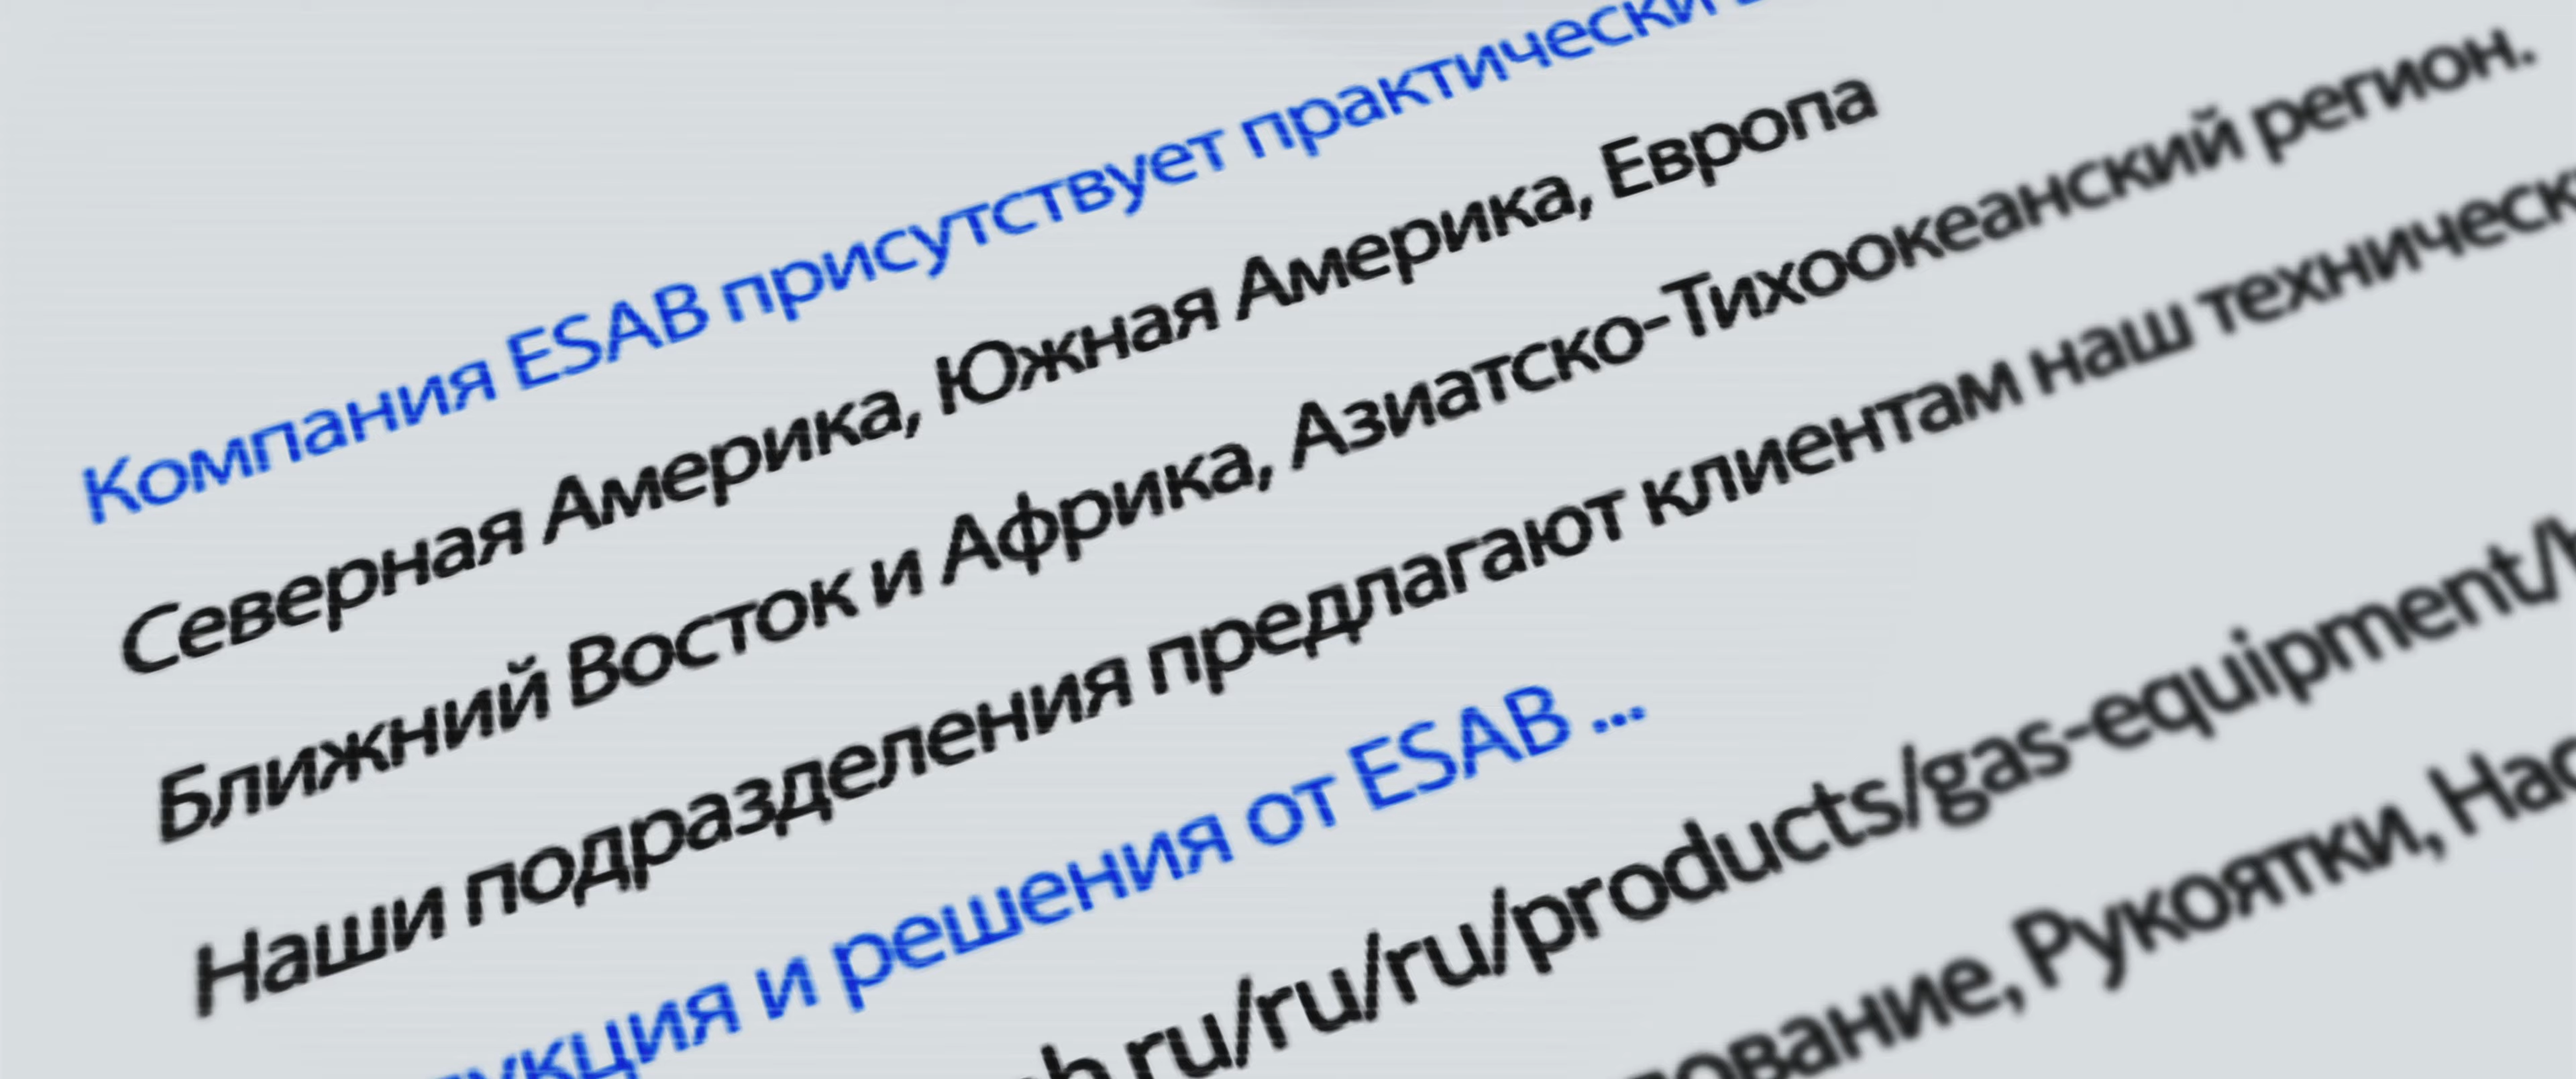 Компания ESAB присутствует практически
Северная Америка, Южная Америка, Европа
Ближний Восток и Африка, Азиатско-Тихоокеанский регион.
Наши подразделения предлагают клиентам наш
и решения от ESAB ...
ru/ru/ru/products/gas-equipment/
Рукоятки,